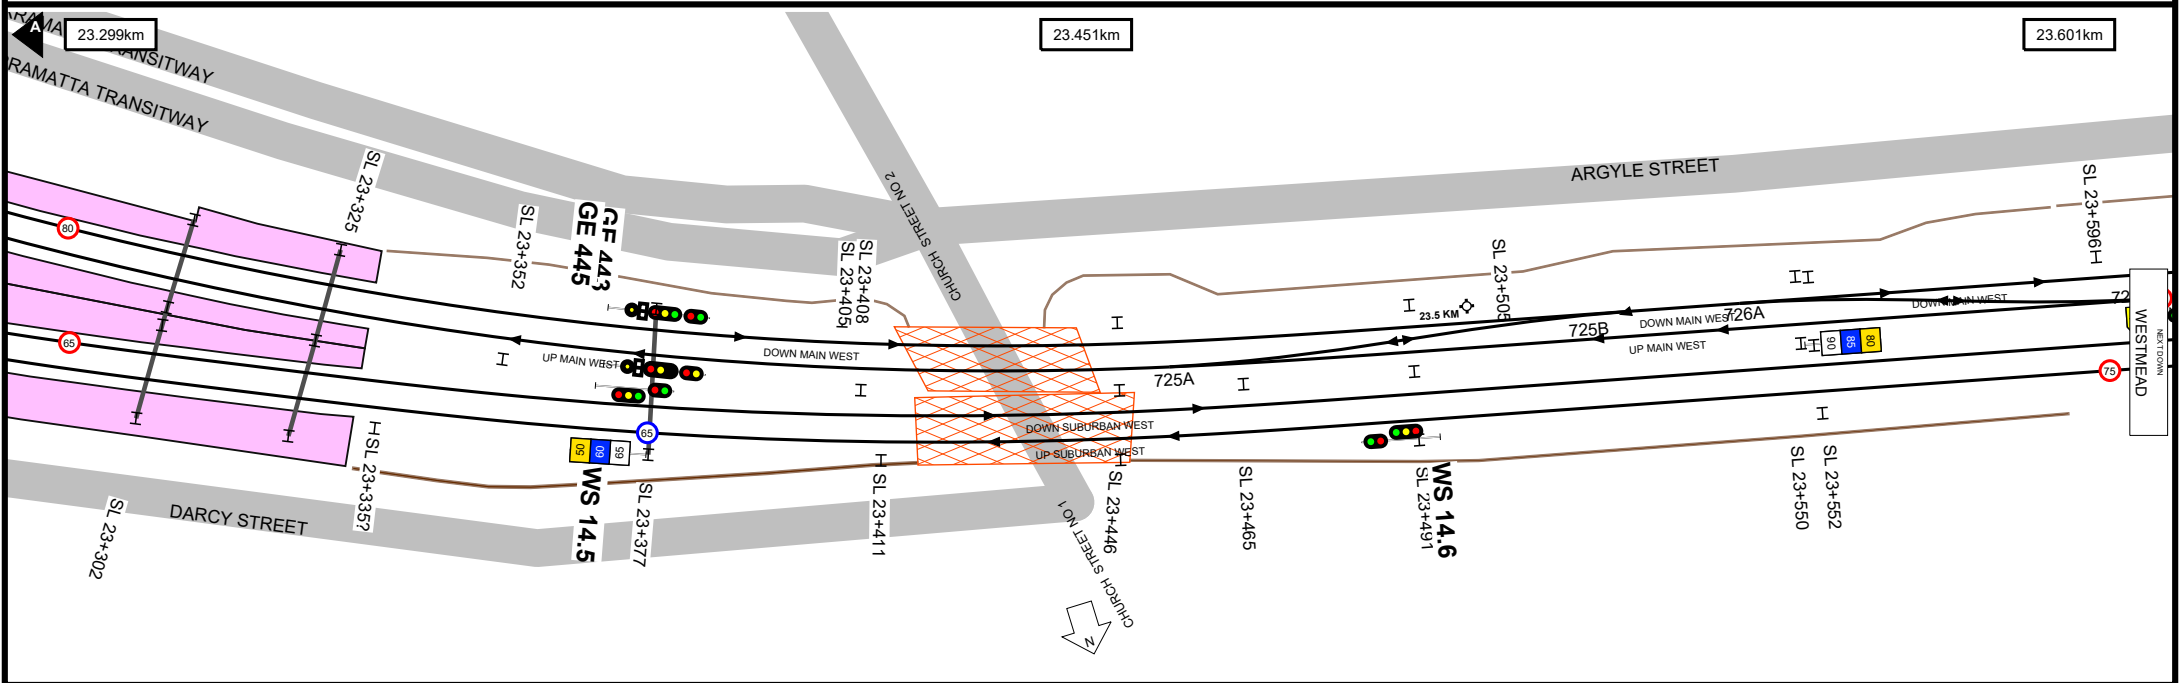 A
23.299km
23.451km
23.601km
TRANSITWAY
RAMATTA TRANSITWAY
ARGYLE STREET
CHURCH STREET NO 2
SL 23+325
SL 23+352
GF 443
GE 445
SL 23+405
SL 23+408
SL 23+505
SL 23+596
80
65
23.5 KM
DOWN MAIN WEST
UP MAIN WEST
DOWN MAIN WEST
UP MAIN WEST
DOWN MAIN WEST
725A
725B
726A
72
90
85
80
75
WESTMEAD
NEXT DOWN
DOWN SUBURBAN WEST
UP SUBURBAN WEST
65
50
60
65
WS 14.5
WS 14.6
SL 23+302
SL 23+335?
SL 23+377
SL 23+411
SL 23+446
SL 23+465
SL 23+491
SL 23+550
SL 23+552
DARCY STREET
CHURCH STREET NO 1
N